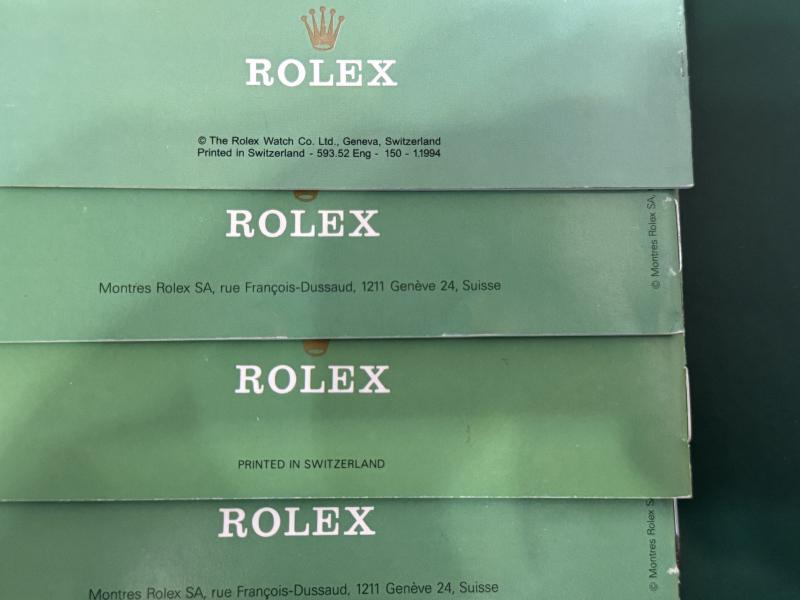 ROLEX
© The Rolex Watch Co. Ltd., Geneva, Switzerland
Printed in Switzerland - 593.52 Eng - 150 - 1.1994
ROLEX
Montres Rolex SA, rue François-Dussaud, 1211 Genève 24, Suisse
© Montres Rolex SA,
ROLEX
PRINTED IN SWITZERLAND
ROLEX
Montres Rolex SA, rue François-Dussaud, 1211 Genève 24, Suisse
© Montres Rolex S